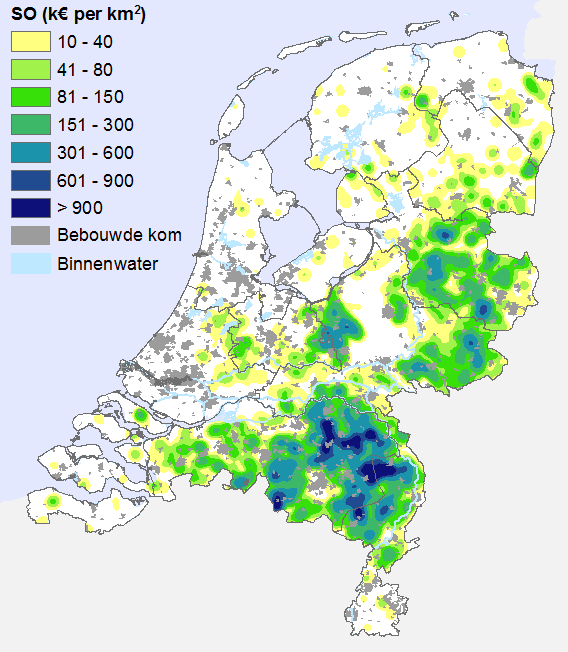 SO (k€ per km²)
10 - 40
41 - 80
81 - 150
151 - 300
301 - 600
601 - 900
> 900
Bebouwde kom
Binnenwater